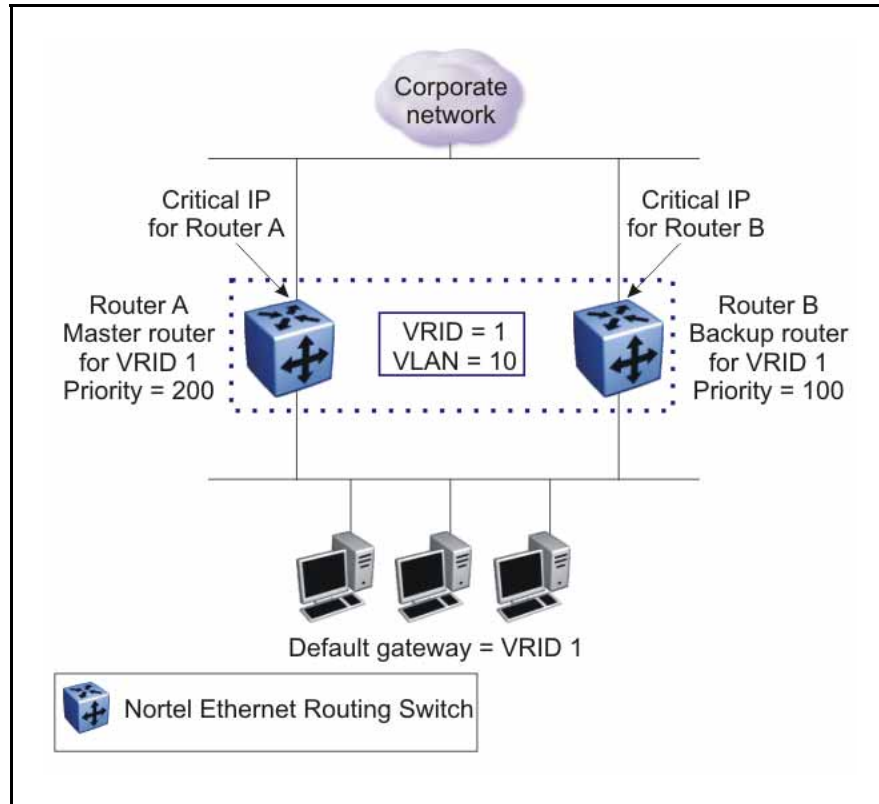 Corporate
network
Critical IP
for Router A
Critical IP
for Router B
Router A
Master router
for VRID 1
Priority = 200
VRID = 1
VLAN = 10
Router B
Backup router
for VRID 1
Priority = 100
Default gateway = VRID 1
Nortel Ethernet Routing Switch